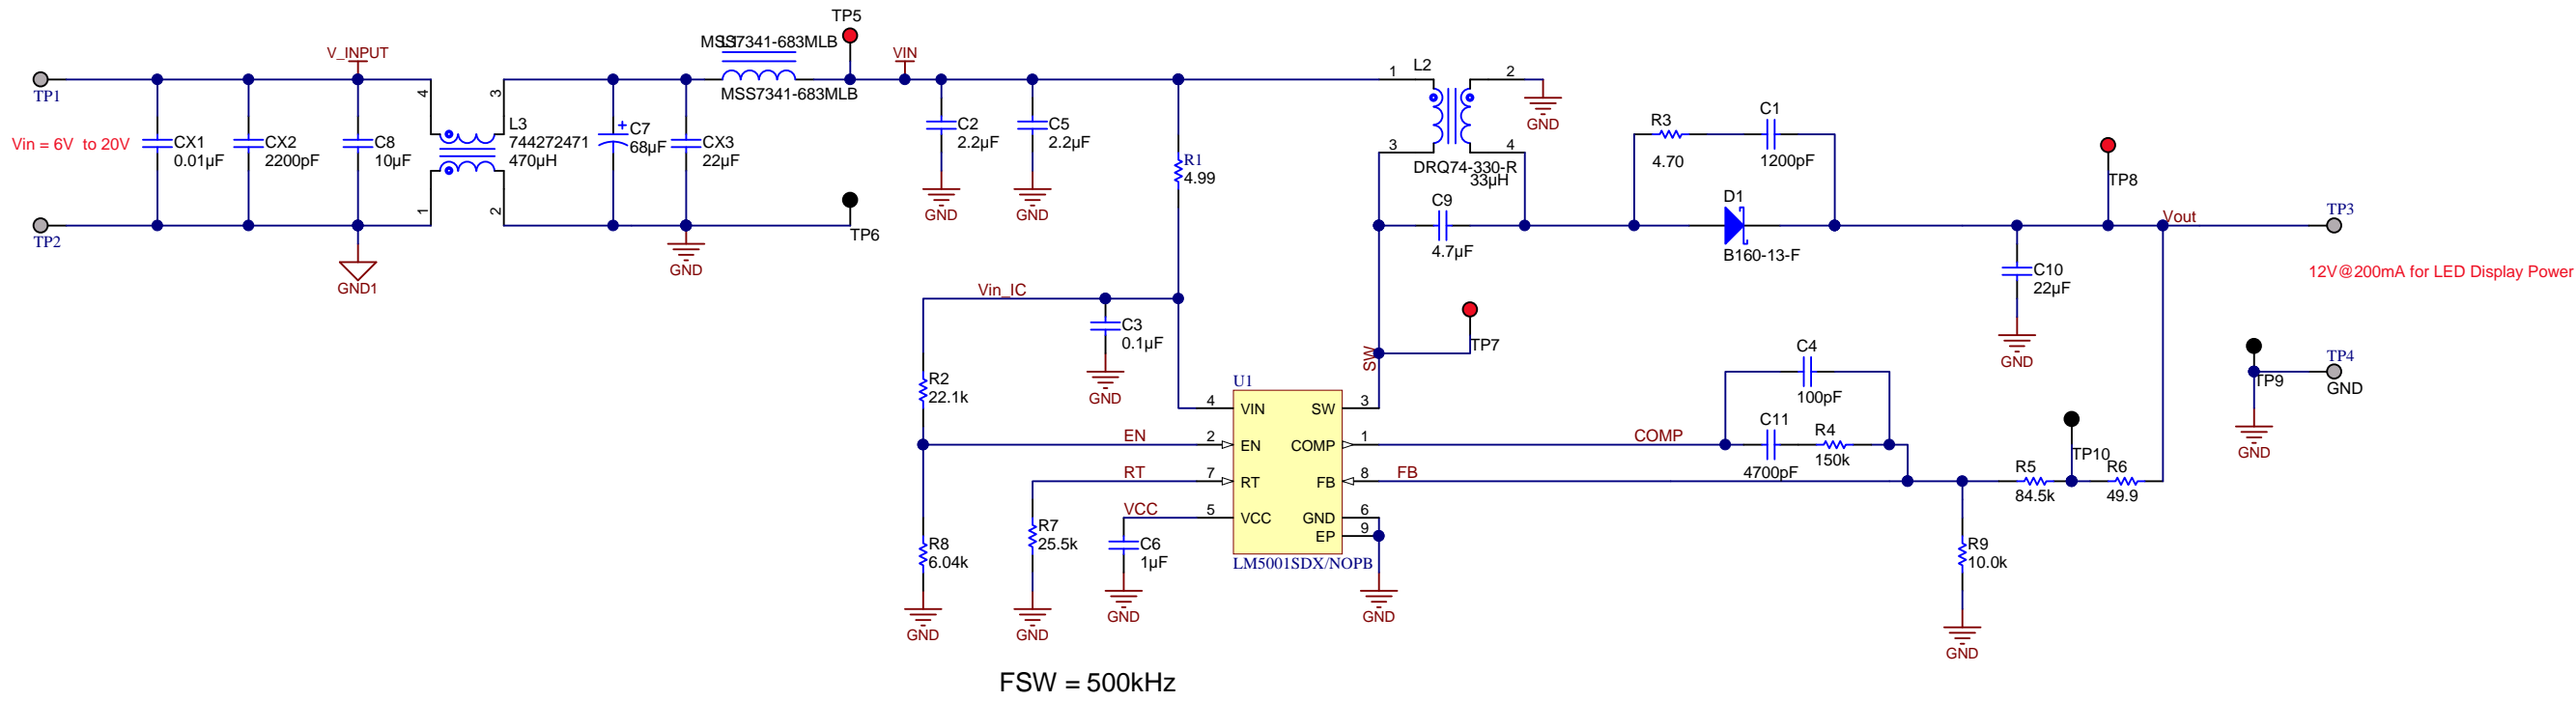 TP5
MSS7341-683MLB
V_INPUT
VIN
TP1
Vin = 6V  to 20V
CX1
0.01µF
CX2
2200pF
C8
10µF
4
3
1
2
L3
744272471
470µH
C7
68µF
CX3
22µF
MSS7341-683MLB
TP2
GND1
GND
TP6
C2
2.2µF
GND
C5
2.2µF
GND
R1
4.99
1
L2
2
GND
3
4
DRQ74-330-R
33µH
C9
4.7µF
R3
4.70
C1
1200pF
D1
B160-13-F
TP8
Vout
TP3
12V@200mA for LED Display Power
C10
22µF
GND
TP9
TP4
GND
GND
Vin_IC
C3
0.1µF
GND
SW
TP7
R2
22.1k
U1
4
VIN
SW
3
EN
2
EN
COMP
1
COMP
RT
7
RT
FB
8
FB
VCC
5
VCC
GND
6
EP
9
LM5001SDX/NOPB
C4
100pF
C11
4700pF
R4
150k
TP10
R5
84.5k
R6
49.9
R8
6.04k
GND
R7
25.5k
GND
C6
1µF
GND
GND
R9
10.0k
GND
FSW = 500kHz